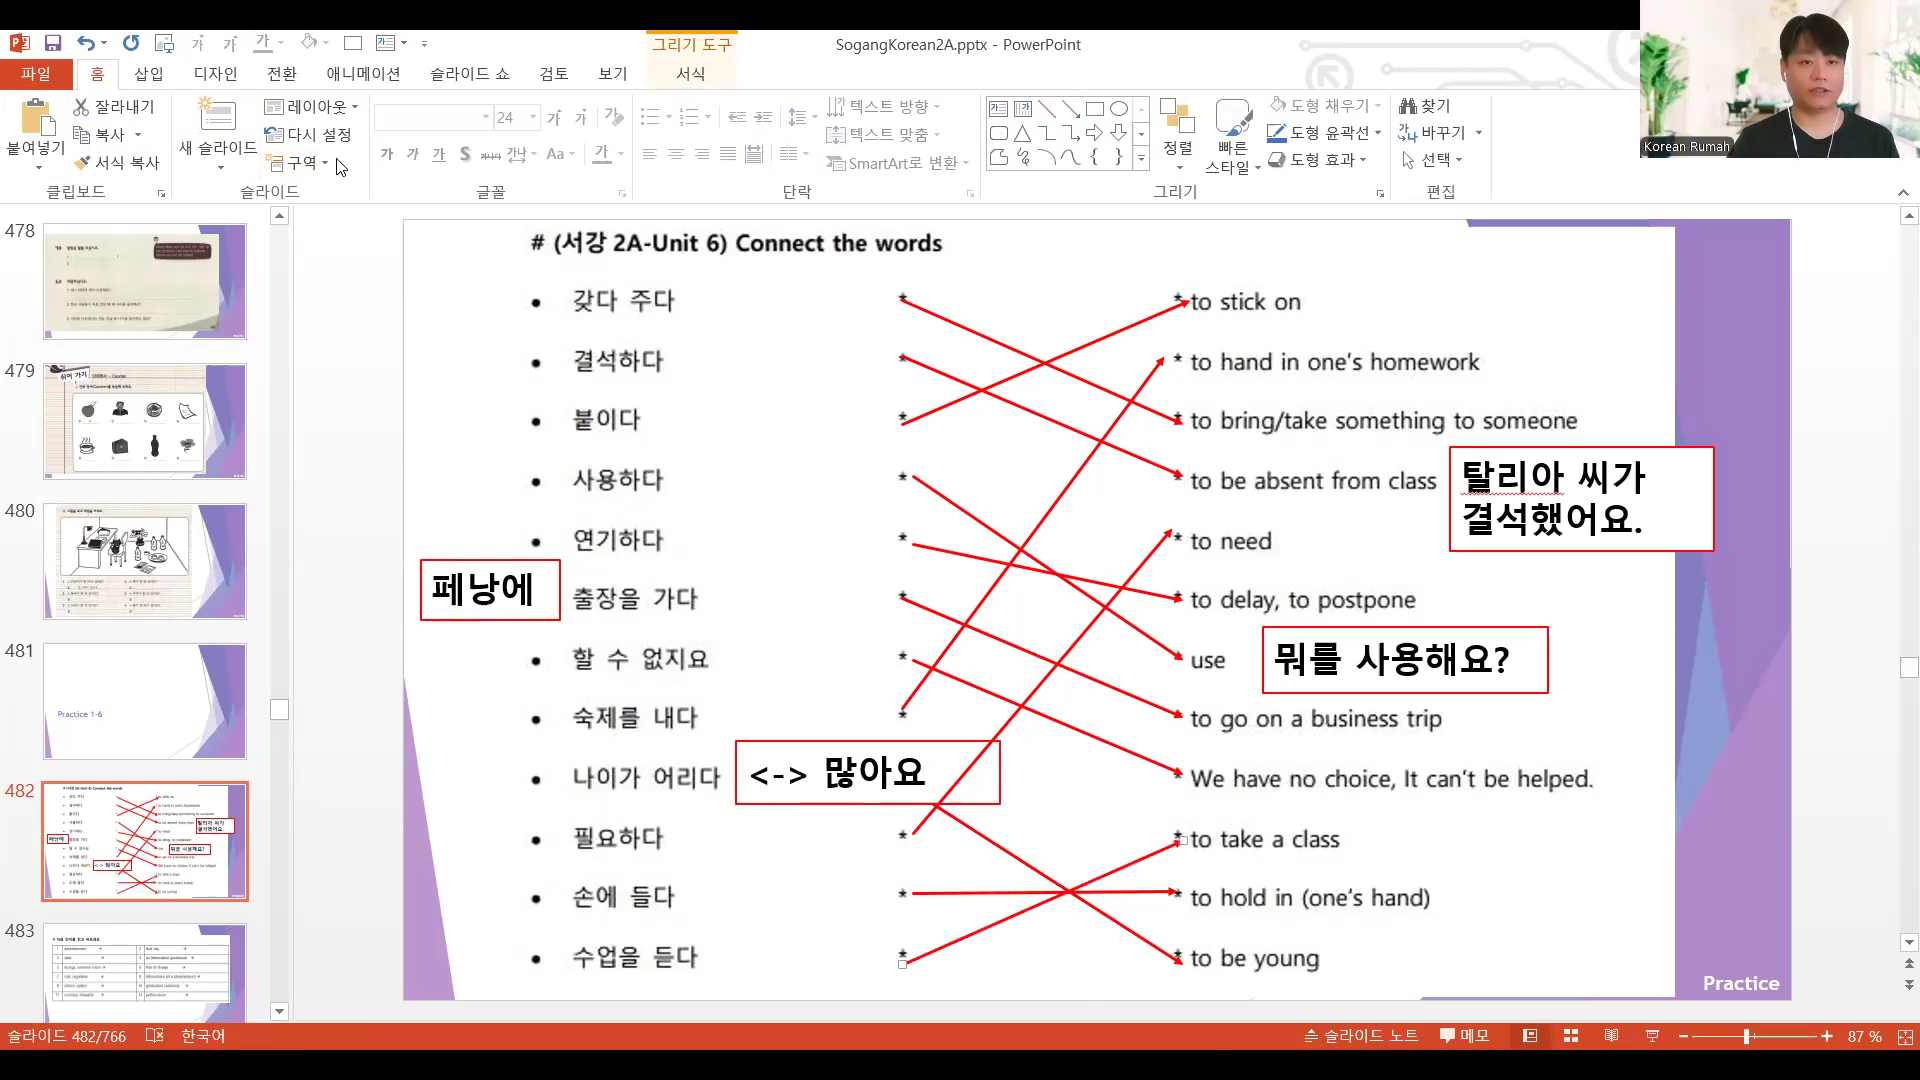 SogangKorean2A.pptx - PowerPoint
그리기 도구
파일 홈 삽입 디자인 전환 애니메이션 슬라이드 쇼 검토 보기 서식
붙여넣기
잘라내기
복사
서식 복사
클립보드
새 슬라이드
레이아웃
다시 설정
구역
슬라이드
24
가 가 가 S 가나 Aa 가
글꼴
텍스트 방향
텍스트 맞춤
SmartArt로 변환
단락
정렬
빠른 스타일
도형 채우기
도형 윤곽선
도형 효과
그리기
찾기
바꾸기
선택
편집
Korean Rumah
478
479
480
481
Practice 1-6
482
483
# (서강 2A-Unit 6) Connect the words
• 갖다 주다 * * to stick on
• 결석하다 * * to hand in one's homework
• 붙이다 * * to bring/take something to someone
• 사용하다 * * to be absent from class
탈리아 씨가
결석했어요.
• 연기하다 * * to need
페낭에
출장을 가다 * * to delay, to postpone
• 할 수 없지요 * * use
뭐를 사용해요?
• 숙제를 내다 * * to go on a business trip
• 나이가 어리다 <-> 많아요 * We have no choice, It can't be helped.
• 필요하다 * * to take a class
• 손에 들다 * * to hold in (one's hand)
• 수업을 듣다 * * to be young
Practice
슬라이드 482/766 한국어 슬라이드 노트 메모 87 %